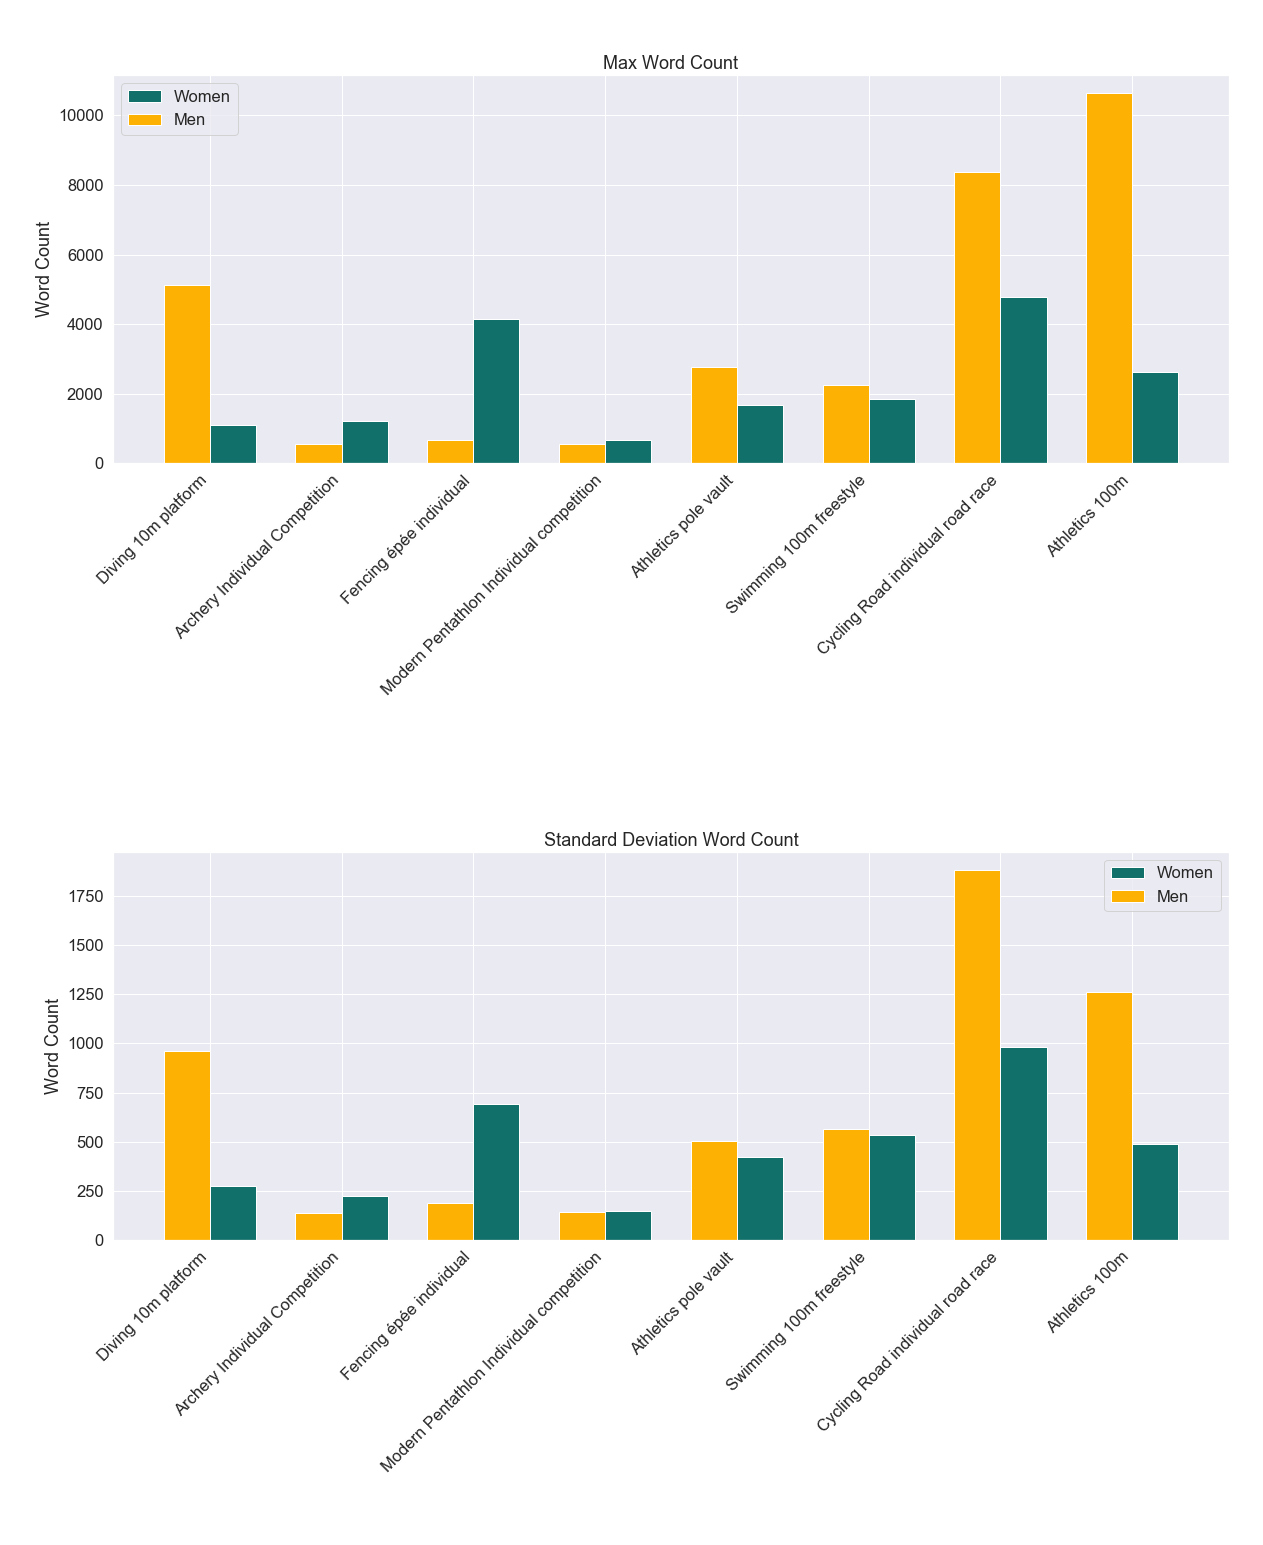 Max Word Count
Women
Men
Word Count
10000
8000
6000
4000
2000
0
Diving 10m platform
Archery Individual Competition
Fencing épée individual
Modern Pentathlon Individual competition
Athletics pole vault
Swimming 100m freestyle
Cycling Road individual road race
Athletics 100m
Standard Deviation Word Count
Women
Men
Word Count
1750
1500
1250
1000
750
500
250
0
Diving 10m platform
Archery Individual Competition
Fencing épée individual
Modern Pentathlon Individual competition
Athletics pole vault
Swimming 100m freestyle
Cycling Road individual road race
Athletics 100m